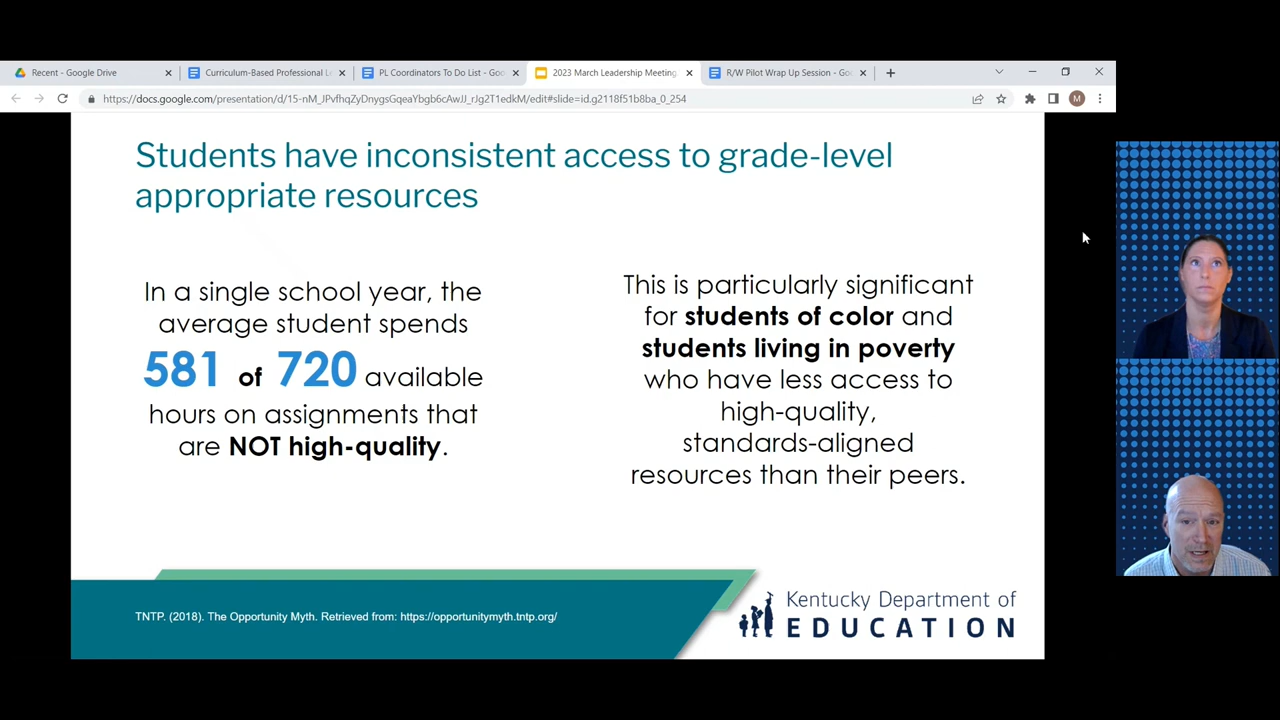 Recent - Google Drive
Curriculum-Based Professional Le
PL Coordinators To Do List - Goo
2023 March Leadership Meeting
R/W Pilot Wrap Up Session - Goo
https://docs.google.com/presentation/d/15-nM_JPvfhqZyDnygsGqeaYbgb6cAwJJ_rJg2T1edkM/edit#slide=id.g2118f51b8ba_0_254
M
Students have inconsistent access to grade-level
appropriate resources
In a single school year, the
average student spends
581 of 720 available
hours on assignments that
are NOT high-quality.
This is particularly significant
for students of color and
students living in poverty
who have less access to
high-quality,
standards-aligned
resources than their peers.
TNTP. (2018). The Opportunity Myth. Retrieved from: https://opportunitymyth.tntp.org/
Kentucky Department of
EDUCATION